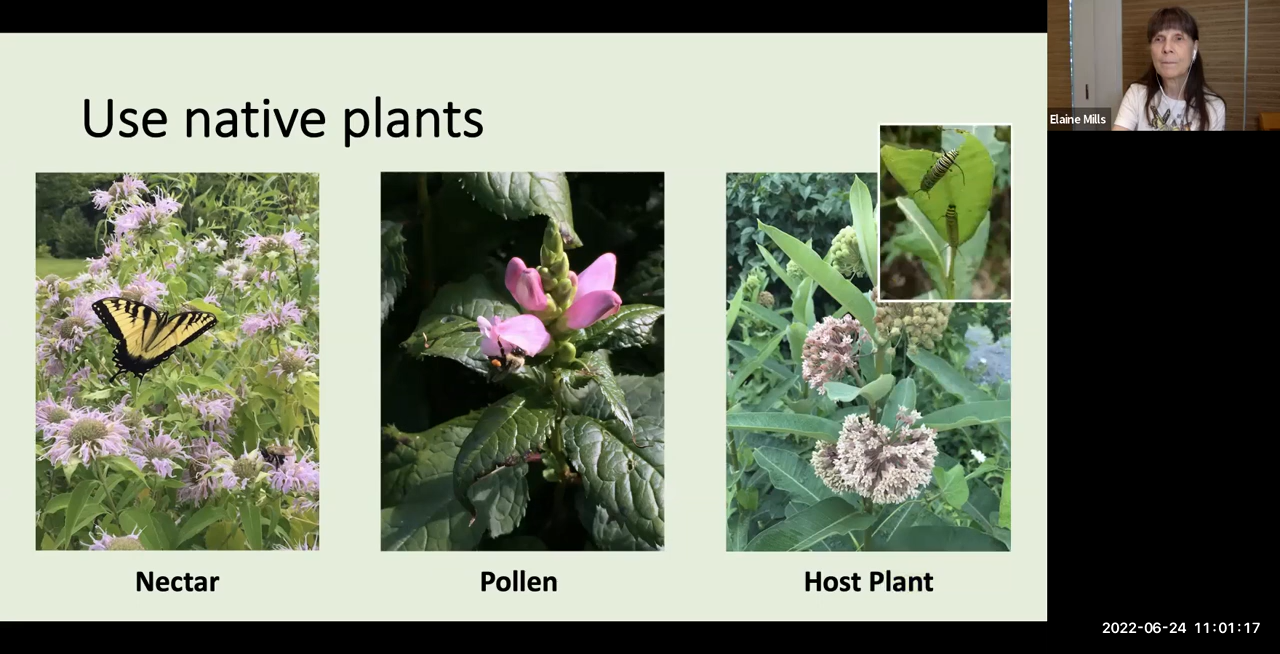 Use native plants
Elaine Mills
Nectar
Pollen
Host Plant
2022-06-24 11:01:17